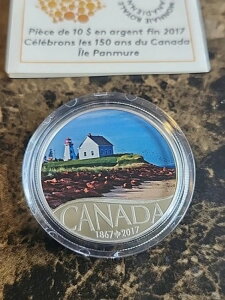 Pièce de 10 $ en argent fin 2017
Célébrons les 150 ans du Canada
Île Panmure
CANADA
1867 2017